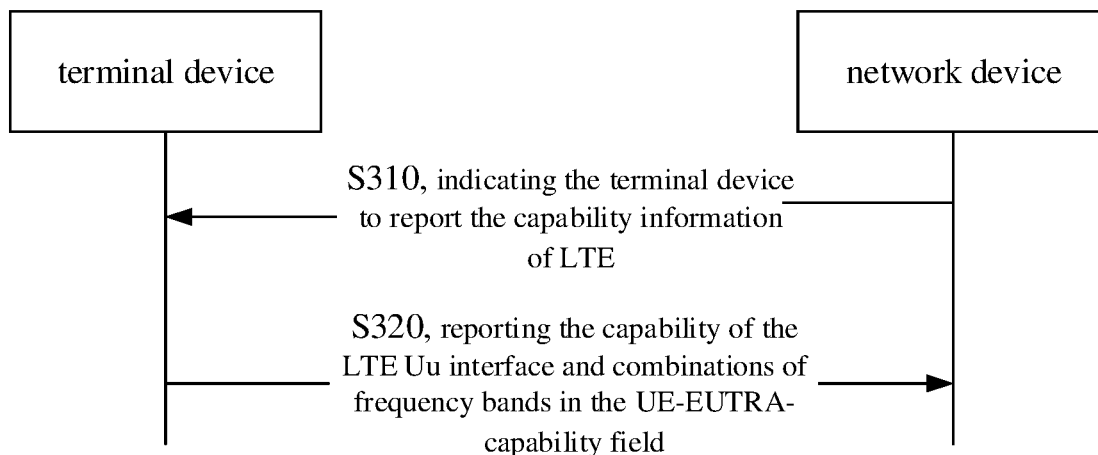 terminal device
network device
S310, indicating the terminal device
to report the capability information
of LTE
S320, reporting the capability of the
LTE Uu interface and combinations of
frequency bands in the UE-EUTRA-
capability field